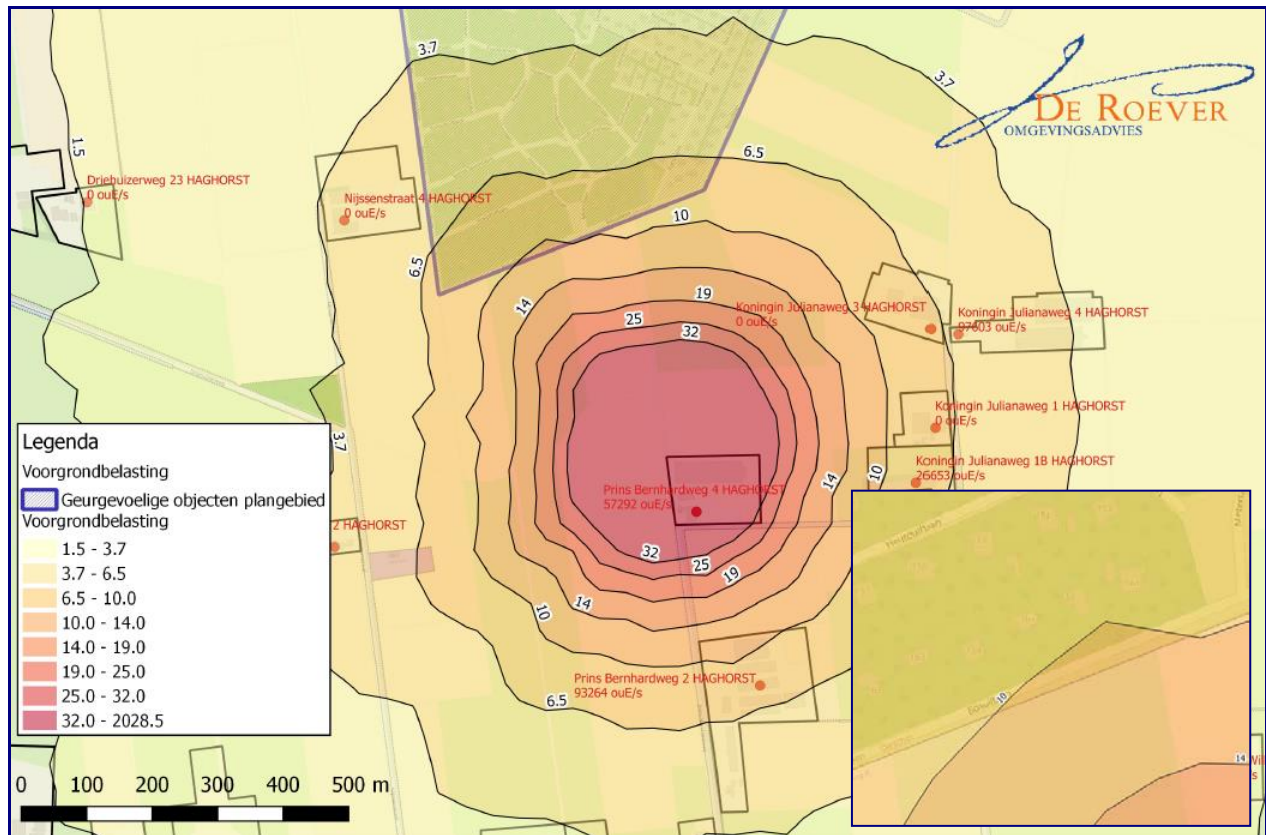 3.7
3.7
DE ROEVER
OMGEVINGSADVIES
1.5
6.5
Driehuizerweg 23 HAGHORST
0 ouE/s
Nijssenstraat 4 HAGHORST
0 ouE/s
10
6.5
14
19
25
32
Koningin Julianaweg 3 HAGHORST
0 ouE/s
Koningin Julianaweg 4 HAGHORST
97603 ouE/s
Koningin Julianaweg 1 HAGHORST
0 ouE/s
3.7
Koningin Julianaweg 1B HAGHORST
26653 ouE/s
14
10
Prins Bernhardweg 4 HAGHORST
57292 ouE/s
2 HAGHORST
32
25
19
14
10
Prins Bernhardweg 2 HAGHORST
93264 ouE/s
6.5
Legenda
Voorgrondbelasting
Geurgevoelige objecten plangebied
Voorgrondbelasting
1.5 - 3.7
3.7 - 6.5
6.5 - 10.0
10.0 - 14.0
14.0 - 19.0
19.0 - 25.0
25.0 - 32.0
32.0 - 2028.5
0 100 200 300 400 500 m
10
14